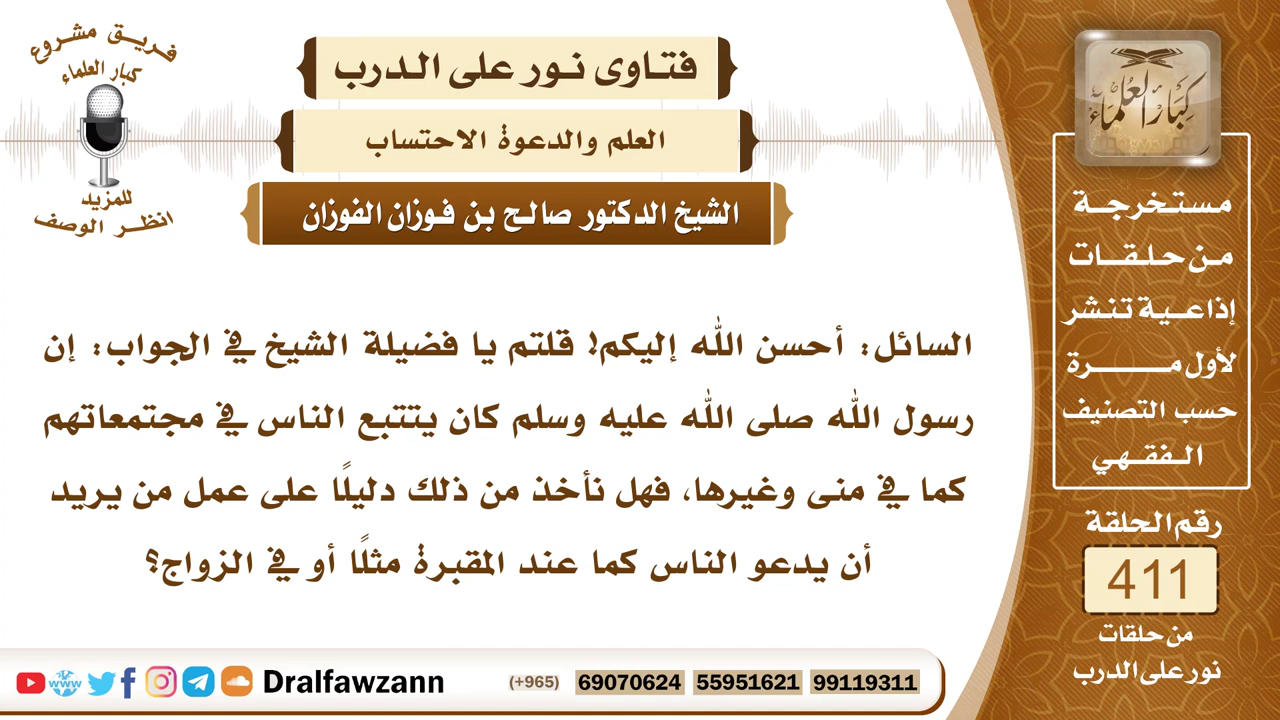 فريق مشروع
كبار العلماء
للمزيد
انظر الوصف
فتاوى نور على الدرب
العلم والدعوة الاحتساب
الشيخ الدكتور صالح بن فوزان الفوزان
السائل: أحسن الله إليكم! قلتم يا فضيلة الشيخ في الجواب: إن
رسول الله صلى الله عليه وسلم كان يتتبع الناس في مجتمعاتهم
كما في منى وغيرها، فهل نأخذ من ذلك دليلًا على عمل من يريد
أن يدعو الناس كما عند المقبرة مثلًا أو في الزواج؟
كبار العلماء
مستخرجة
من حلقات
إذاعية تنشر
لأول مرة
حسب التصنيف
الفقهي
رقم الحلقة
411
من حلقات
نور على الدرب
www Dralfawzann (+965) 69070624 55951621 99119311